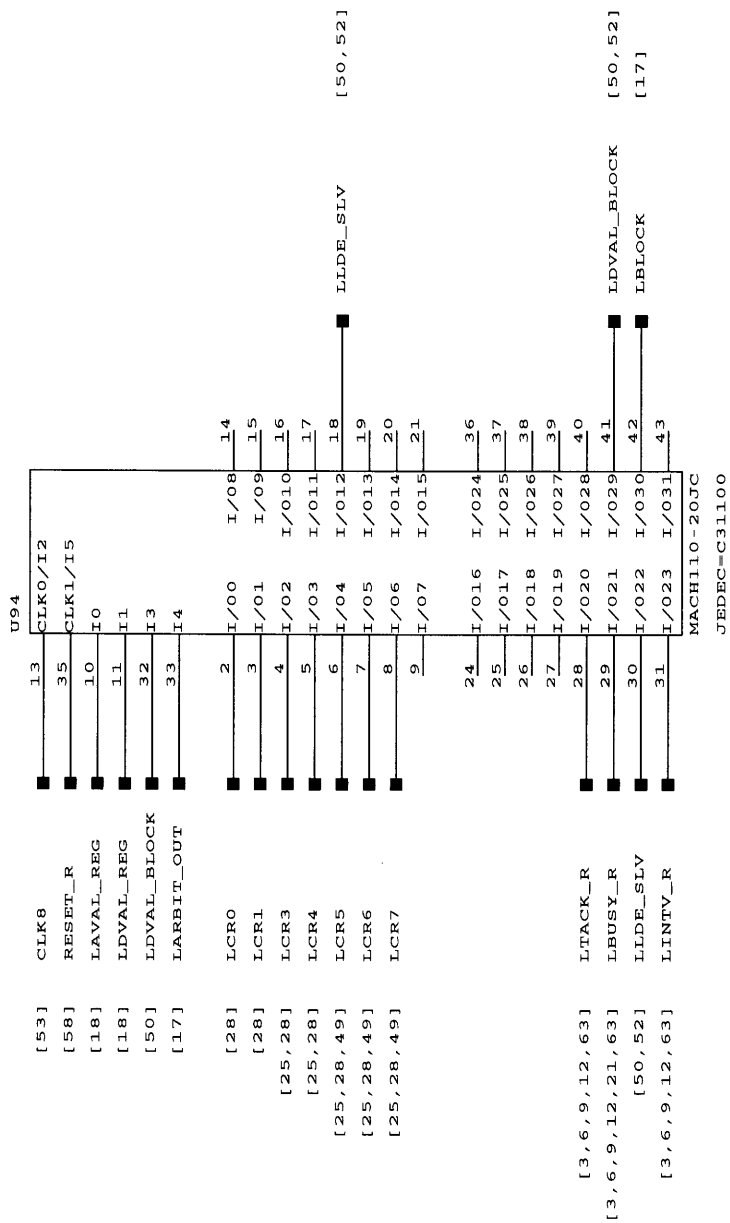 U94
[53] CLK8 13 CLK0/I2
[58] RESET_R 35 CLK1/I5
[18] LAVAL_REG 10 I0
[18] LDVAL_REG 11 I1
[50] LDVAL_BLOCK 32 I3
[17] LARBIT_OUT 33 I4
[28] LCR0 2 I/O0 I/O8 14
[28] LCR1 3 I/O1 I/O9 15
[25,28] LCR3 4 I/O2 I/O10 16
[25,28] LCR4 5 I/O3 I/O11 17
[25,28,49] LCR5 6 I/O4 I/O12 18 LLDE_SLV [50,52]
[25,28,49] LCR6 7 I/O5 I/O13 19
[25,28,49] LCR7 8 I/O6 I/O14 20
9 I/O7 I/O15 21
24 I/O16 I/O24 36
25 I/O17 I/O25 37
26 I/O18 I/O26 38
27 I/O19 I/O27 39
[3,6,9,12,63] LTACK_R 28 I/O20 I/O28 40
[3,6,9,12,21,63] LBUSY_R 29 I/O21 I/O29 41 LDVAL_BLOCK [50,52]
[50,52] LLDE_SLV 30 I/O22 I/O30 42 LBLOCK [17]
[3,6,9,12,63] LINTV_R 31 I/O23 I/O31 43
MACH110-20JC
JEDEC=C31100